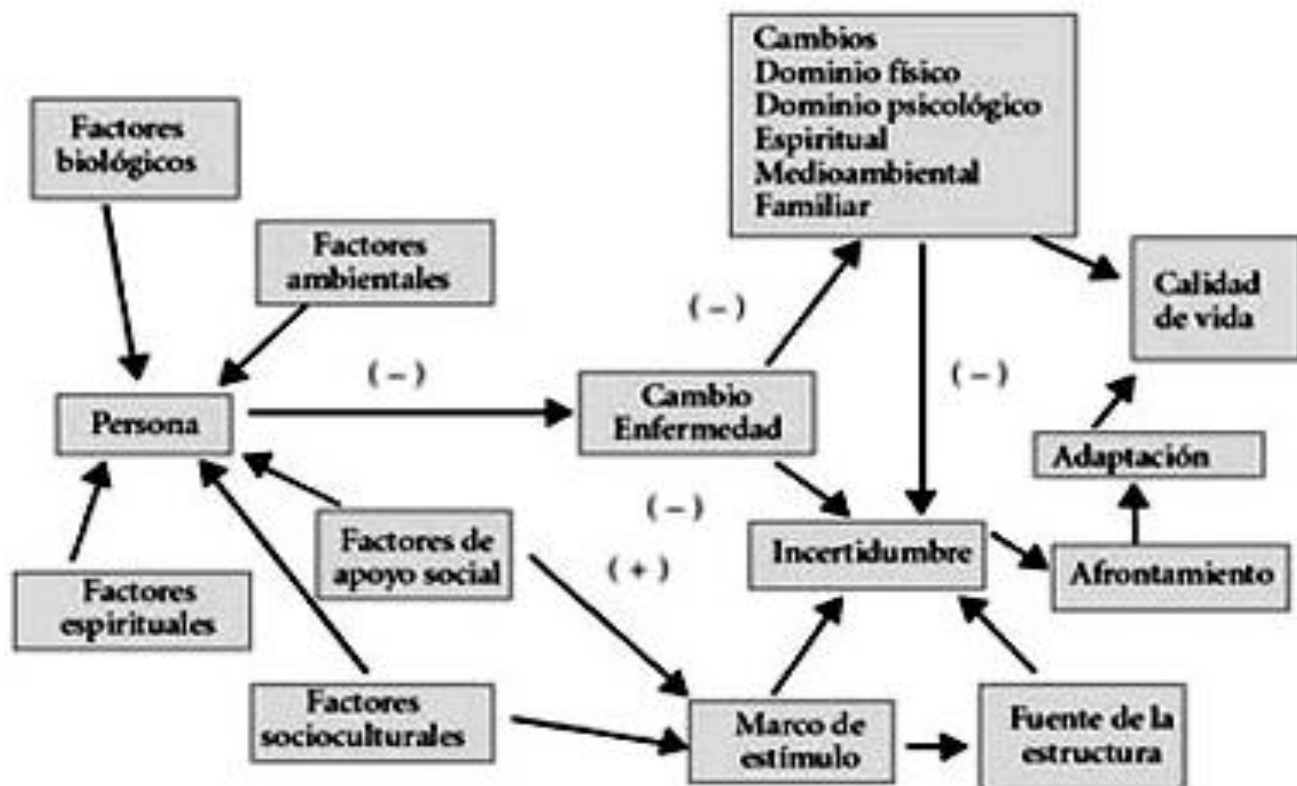 Cambios
Dominio físico
Dominio psicológico
Espiritual
Medioambiental
Familiar
Factores
biológicos
Factores
ambientales
Calidad
de vida
( - )
( - )
( - )
Persona
Cambio
Enfermedad
Adaptación
( - )
Factores de
apoyo social
( + )
Incertidumbre
Afrontamiento
Factores
espirituales
Factores
socioculturales
Marco de
estímulo
Fuente de la
estructura